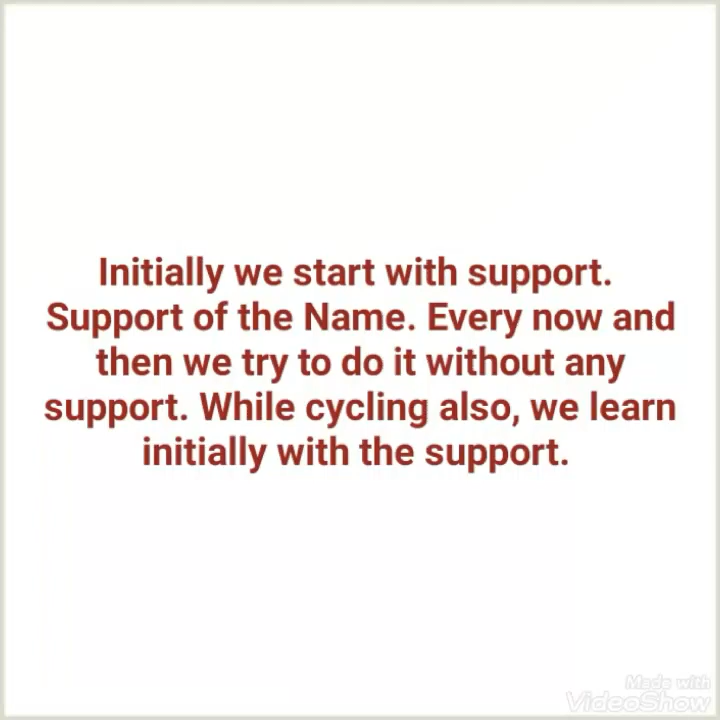 Initially we start with support.
Support of the Name. Every now and
then we try to do it without any
support. While cycling also, we learn
initially with the support.
Made with
VideoShow